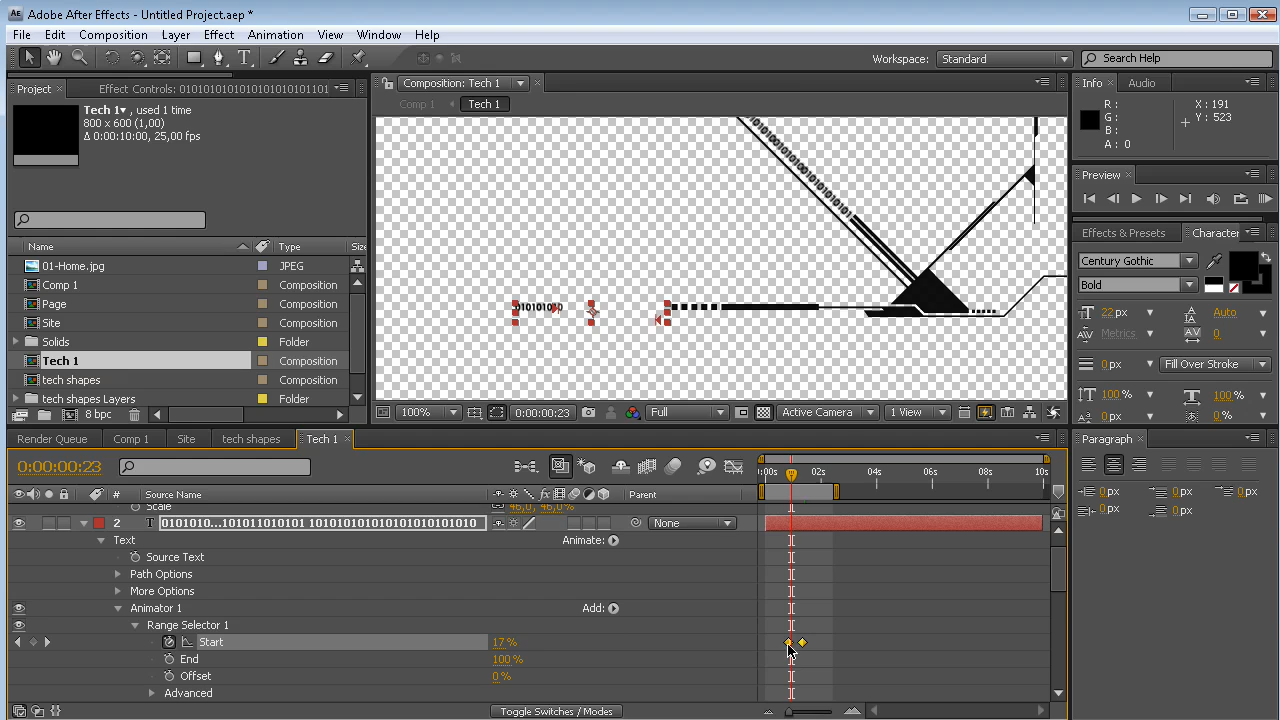 Adobe After Effects - Untitled Project.aep *
File Edit Composition Layer Effect Animation View Window Help
Workspace: Standard Search Help
Project Effect Controls: 0101010101010101010101101
Composition: Tech 1
Info Audio
Tech 1, used 1 time
800 x 600 (1,00)
Δ 0:00:10:00, 25,00 fps
Comp 1 Tech 1
R : X : 191
G : Y : 523
B :
A : 0
Preview
Name Type Size
01-Home.jpg JPEG
Comp 1 Composition
Page Composition
Site Composition
Solids Folder
Tech 1 Composition
tech shapes Composition
tech shapes Layers Folder
8 bpc
Effects & Presets Character
Century Gothic
Bold
22 px Auto
Metrics 0
0 px Fill Over Stroke
100 % 100 %
0 px 0 %
100% 0:00:00:23 Full Active Camera 1 View
Render Queue Comp 1 Site tech shapes Tech 1
Paragraph
0 px 0 px 0 px
0 px 0 px
0:00:00:23
:00s 02s 04s 06s 08s 10s
# Source Name Parent
Scale 46,0, 46,0%
2 T 0101010...101011010101 1010101010101010101010101010 None
Text Animate:
Source Text
Path Options
More Options
Animator 1 Add:
Range Selector 1
Start 17 %
End 100 %
Offset 0 %
Advanced
Toggle Switches / Modes